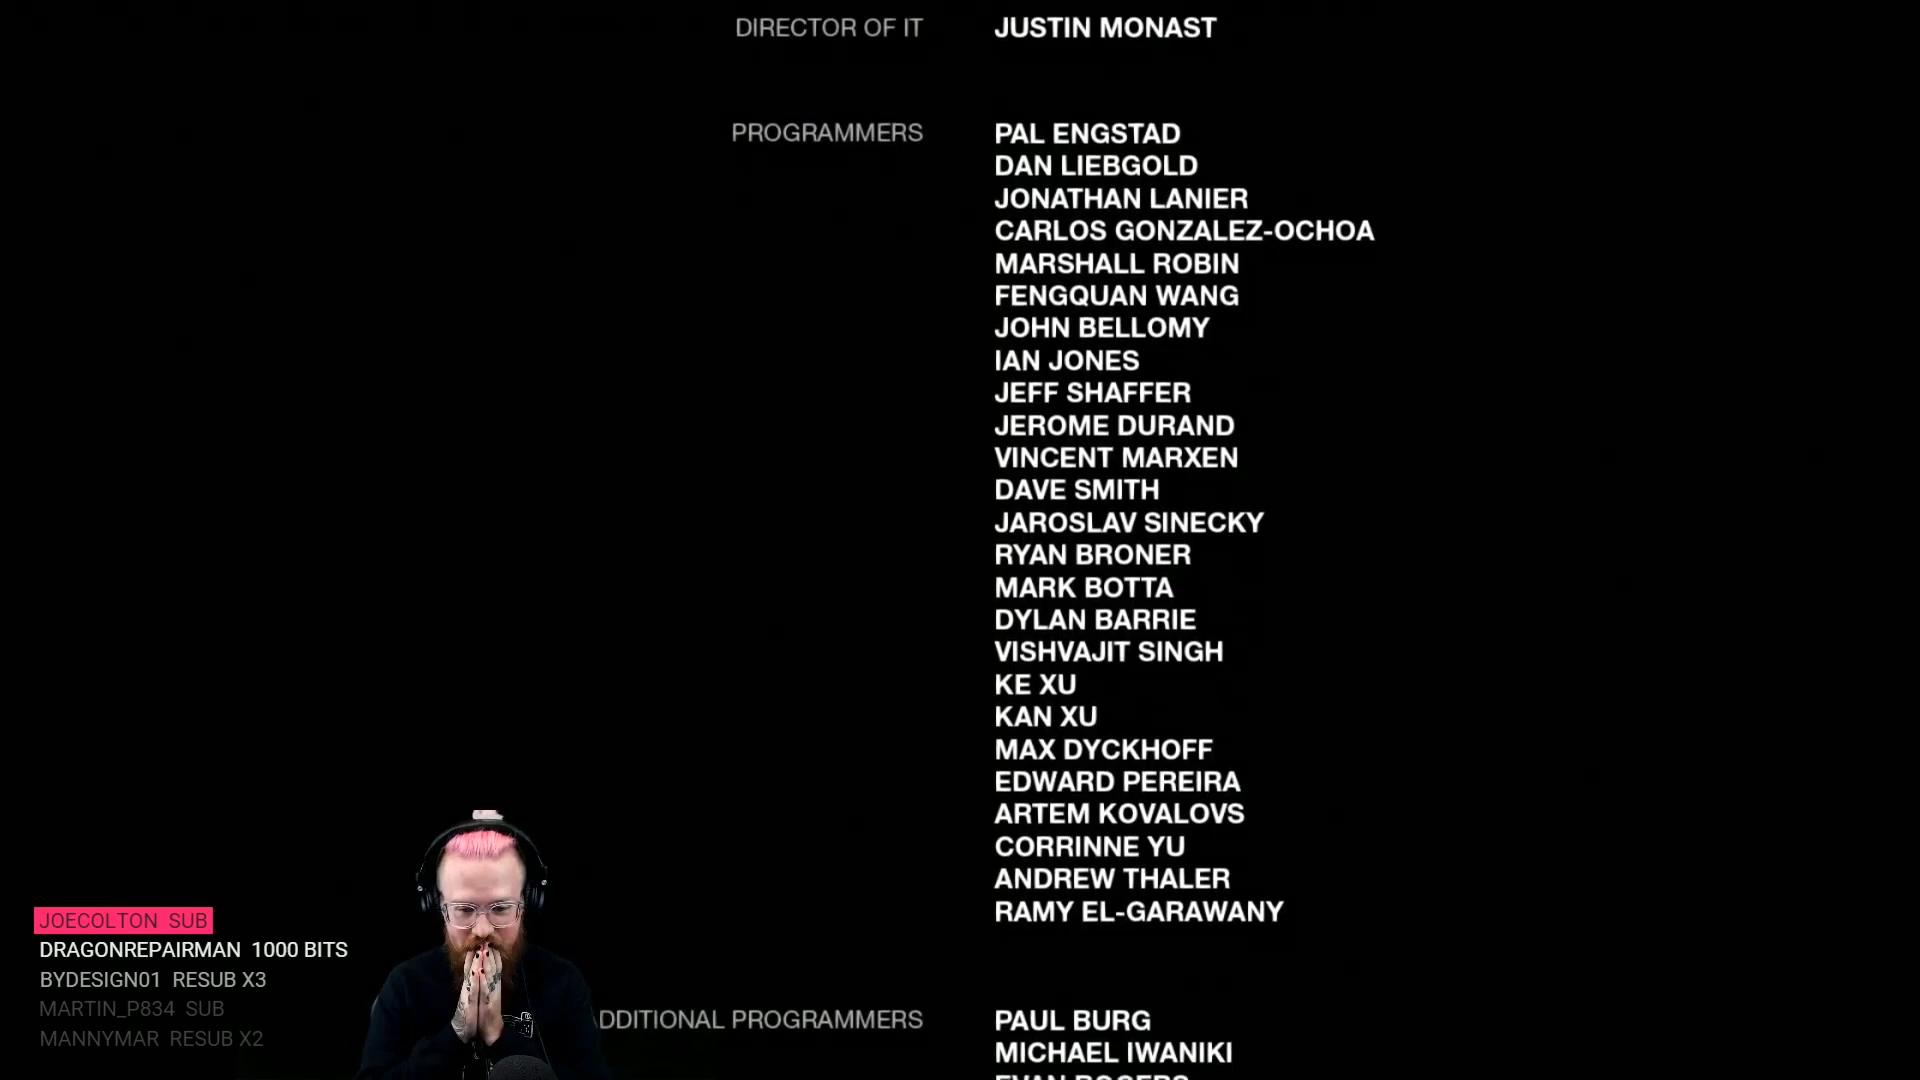 DIRECTOR OF IT JUSTIN MONAST
PROGRAMMERS PAL ENGSTAD
DAN LIEBGOLD
JONATHAN LANIER
CARLOS GONZALEZ-OCHOA
MARSHALL ROBIN
FENGQUAN WANG
JOHN BELLOMY
IAN JONES
JEFF SHAFFER
JEROME DURAND
VINCENT MARXEN
DAVE SMITH
JAROSLAV SINECKY
RYAN BRONER
MARK BOTTA
DYLAN BARRIE
VISHVAJIT SINGH
KE XU
KAN XU
MAX DYCKHOFF
EDWARD PEREIRA
ARTEM KOVALOVS
CORRINNE YU
ANDREW THALER
RAMY EL-GARAWANY
DDITIONAL PROGRAMMERS PAUL BURG
MICHAEL IWANIKI
EVAN ROGERS
JOECOLTON SUB
DRAGONREPAIRMAN 1000 BITS
BYDESIGN01 RESUB X3
MARTIN_P834 SUB
MANNYMAR RESUB X2